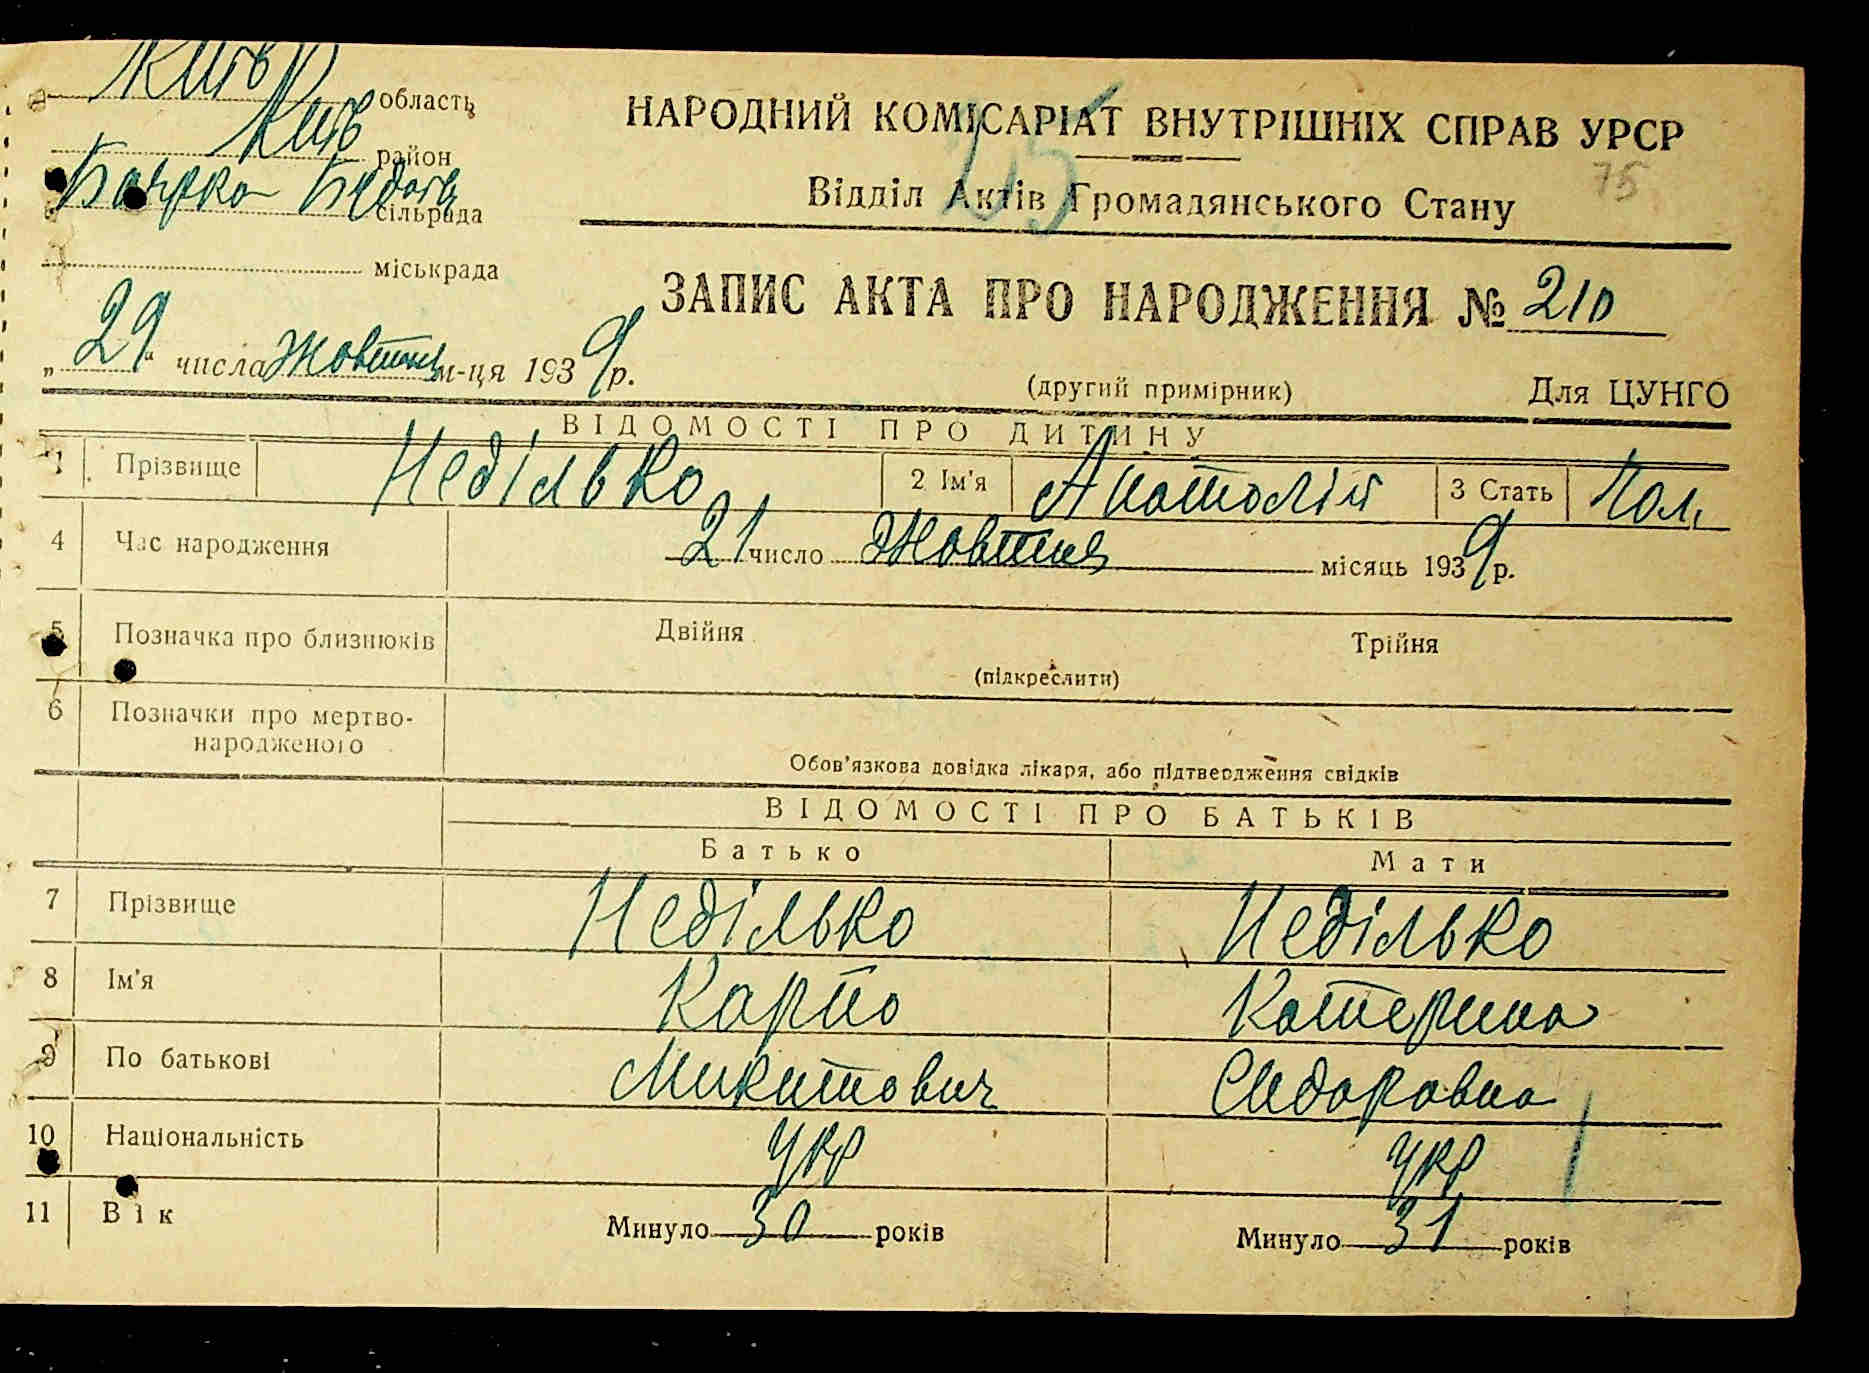 Київ область
Київ район
Боярка Будаїв сільрада
міськрада
НАРОДНИЙ КОМІСАРІАТ ВНУТРІШНІХ СПРАВ УРСР
75
Відділ Актів Громадянського Стану
ЗАПИС АКТА ПРО НАРОДЖЕННЯ № 210
„29“ числа Жовтня м-ця 1939 р.
(другий примірник) Для ЦУНГО
ВІДОМОСТІ ПРО ДИТИНУ
1 Прізвище Неділько 2 Ім'я Анатолій 3 Стать Чол.
4 Час народження 21 число Жовтня місяць 1939 р.
5 Позначка про близнюків Двійня Трійня
(підкреслити)
6 Позначки про мертво-
народженого
Обов'язкова довідка лікаря, або підтвердження свідків
ВІДОМОСТІ ПРО БАТЬКІВ
Батько Мати
7 Прізвище Неділько Неділько
8 Ім'я Карпо Катерина
9 По батькові Микитович Сидоровна
10 Національність укр укр
11 Вік Минуло 30 років Минуло 31 років